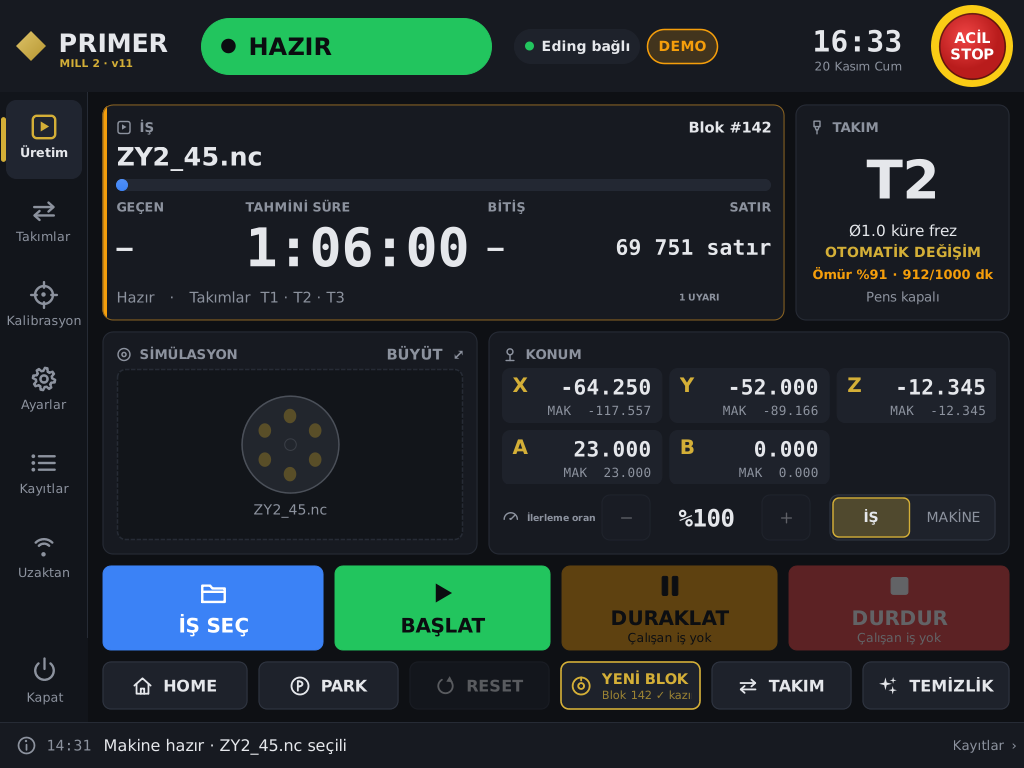 PRIMER
MILL 2 · v11
HAZIR
Eding bağlı
DEMO
16:33
20 Kasım Cum
ACİL
STOP
Üretim
Takımlar
Kalibrasyon
Ayarlar
Kayıtlar
Uzaktan
Kapat
İŞ
Blok #142
ZY2_45.nc
GEÇEN
TAHMİNİ SÜRE
BİTİŞ
SATIR
—
1:06:00
—
69 751 satır
Hazır · Takımlar T1 · T2 · T3
1 UYARI
TAKIM
T2
Ø1.0 küre frez
OTOMATİK DEĞİŞİM
Ömür %91 · 912/1000 dk
Pens kapalı
SİMÜLASYON
BÜYÜT ⤢
ZY2_45.nc
KONUM
X -64.250
MAK -117.557
Y -52.000
MAK -89.166
Z -12.345
MAK -12.345
A 23.000
MAK 23.000
B 0.000
MAK 0.000
İlerleme oran
−
%100
+
İŞ
MAKİNE
İŞ SEÇ
BAŞLAT
DURAKLAT
Çalışan iş yok
DURDUR
Çalışan iş yok
HOME
PARK
RESET
YENİ BLOK
Blok 142 ✓ kazı
TAKIM
TEMİZLİK
14:31 Makine hazır · ZY2_45.nc seçili
Kayıtlar ›